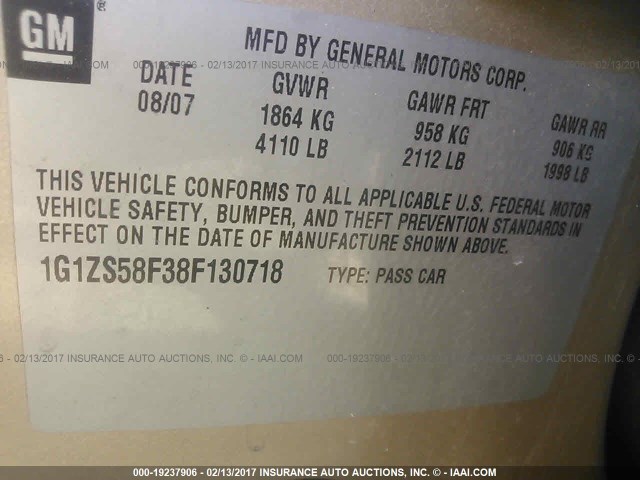 GM
®
MFD BY GENERAL MOTORS CORP.
DATE GVWR GAWR FRT GAWR RR
08/07 1864 KG 958 KG 906 KG
4110 LB 2112 LB 1998 LB
THIS VEHICLE CONFORMS TO ALL APPLICABLE U.S. FEDERAL MOTOR
VEHICLE SAFETY, BUMPER, AND THEFT PREVENTION STANDARDS IN
EFFECT ON THE DATE OF MANUFACTURE SHOWN ABOVE.
1G1ZS58F38F130718 TYPE: PASS CAR
000-19237906 - 02/13/2017 INSURANCE AUTO AUCTIONS, INC. © - IAAI.COM